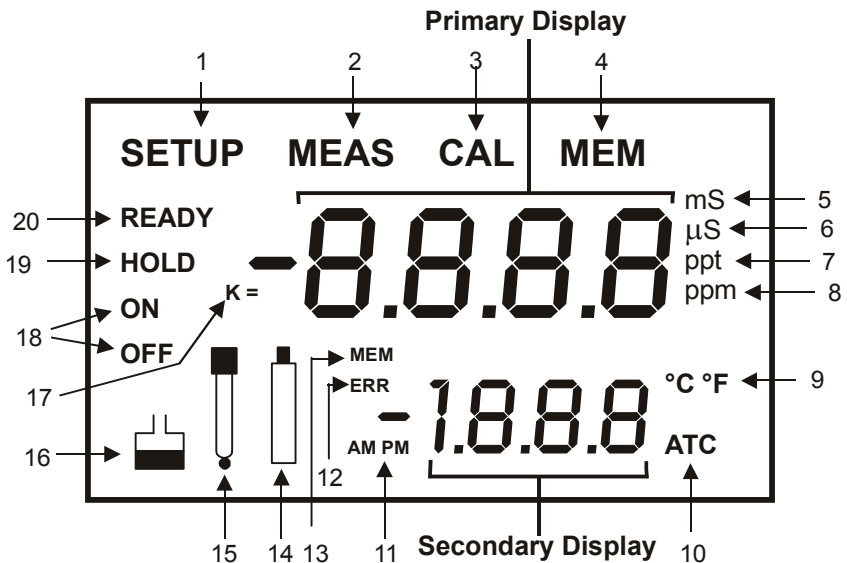 Primary Display
1 2 3 4
SETUP MEAS CAL MEM
mS 5
20 READY
μS 6
19 HOLD
-8.8.8.8
ppt 7
K =
ppm 8
ON
18
OFF
MEM
17
ERR
°C °F 9
-1.8.8.8
16
12
AM PM
ATC
15 14 13 11 Secondary Display 10